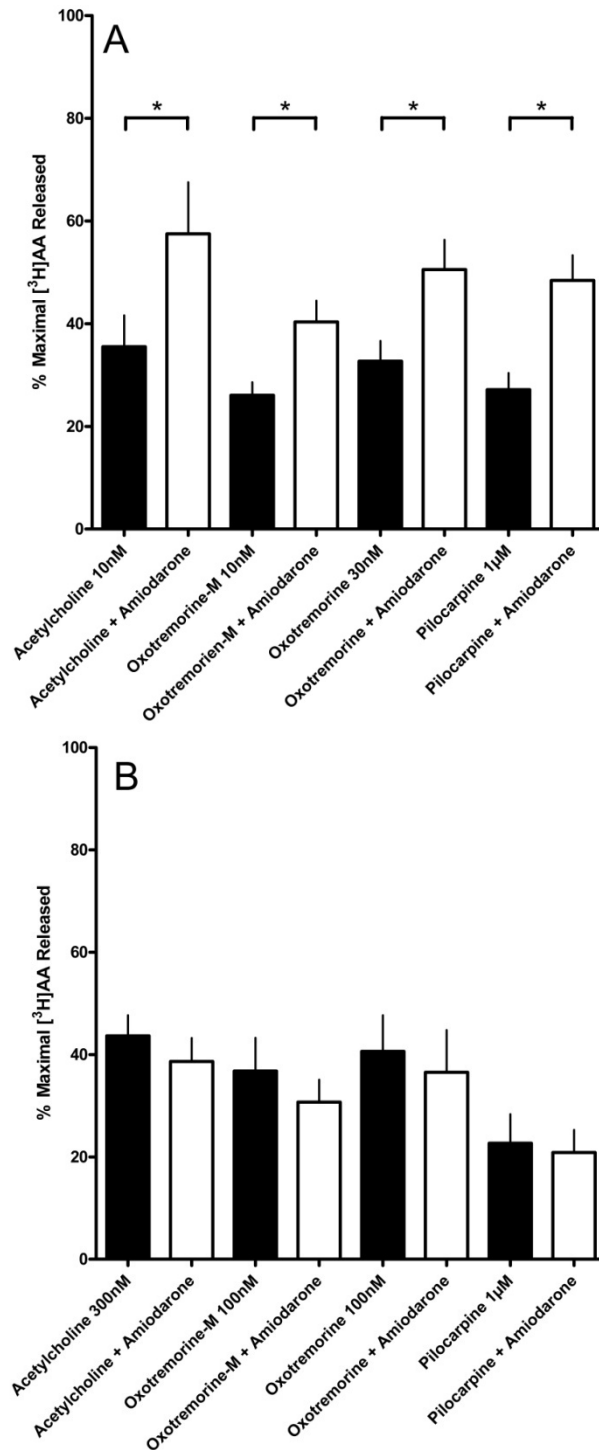 A
* * * *
100
80
60
40
20
0
% Maximal [³H]AA Released
Acetylcholine 10nM
Acetylcholine + Amiodarone
Oxotremorine-M 10nM
Oxotremorien-M + Amiodarone
Oxotremorine 30nM
Oxotremorine + Amiodarone
Pilocarpine 1µM
Pilocarpine + Amiodarone
B
100
80
60
40
20
0
% Maximal [³H]AA Released
Acetylcholine 300nM
Acetylcholine + Amiodarone
Oxotremorine-M 100nM
Oxotremorine-M + Amiodarone
Oxotremorine 100nM
Oxotremorine + Amiodarone
Pilocarpine 1µM
Pilocarpine + Amiodarone